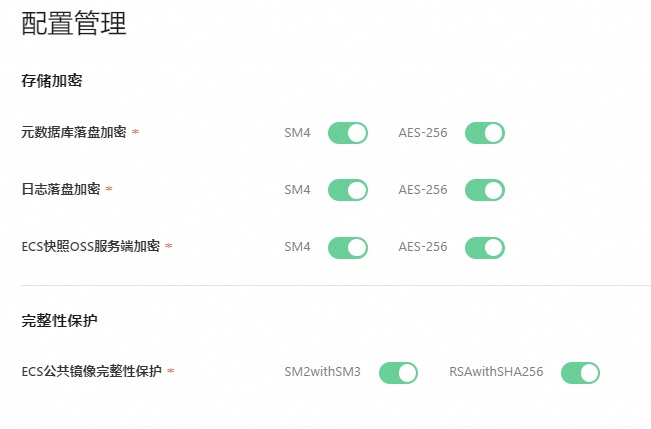 配置管理
存储加密
元数据库落盘加密 * SM4 AES-256
日志落盘加密 * SM4 AES-256
ECS快照OSS服务端加密 * SM4 AES-256
完整性保护
ECS公共镜像完整性保护 * SM2withSM3 RSAwithSHA256